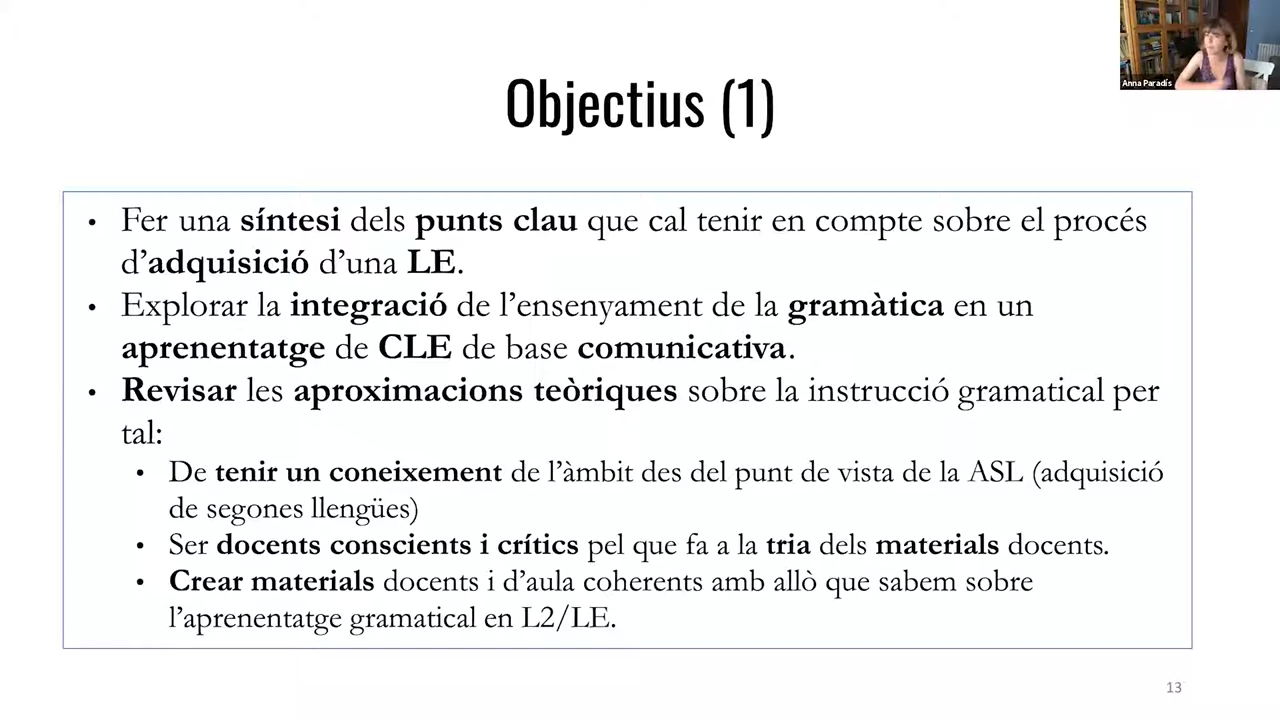 Anna Paradís
Objectius (1)
• Fer una síntesi dels punts clau que cal tenir en compte sobre el procés
d’adquisició d’una LE.
• Explorar la integració de l’ensenyament de la gramàtica en un
aprenentatge de CLE de base comunicativa.
• Revisar les aproximacions teòriques sobre la instrucció gramatical per
tal:
• De tenir un coneixement de l’àmbit des del punt de vista de la ASL (adquisició
de segones llengües)
• Ser docents conscients i crítics pel que fa a la tria dels materials docents.
• Crear materials docents i d’aula coherents amb allò que sabem sobre
l’aprenentatge gramatical en L2/LE.
13